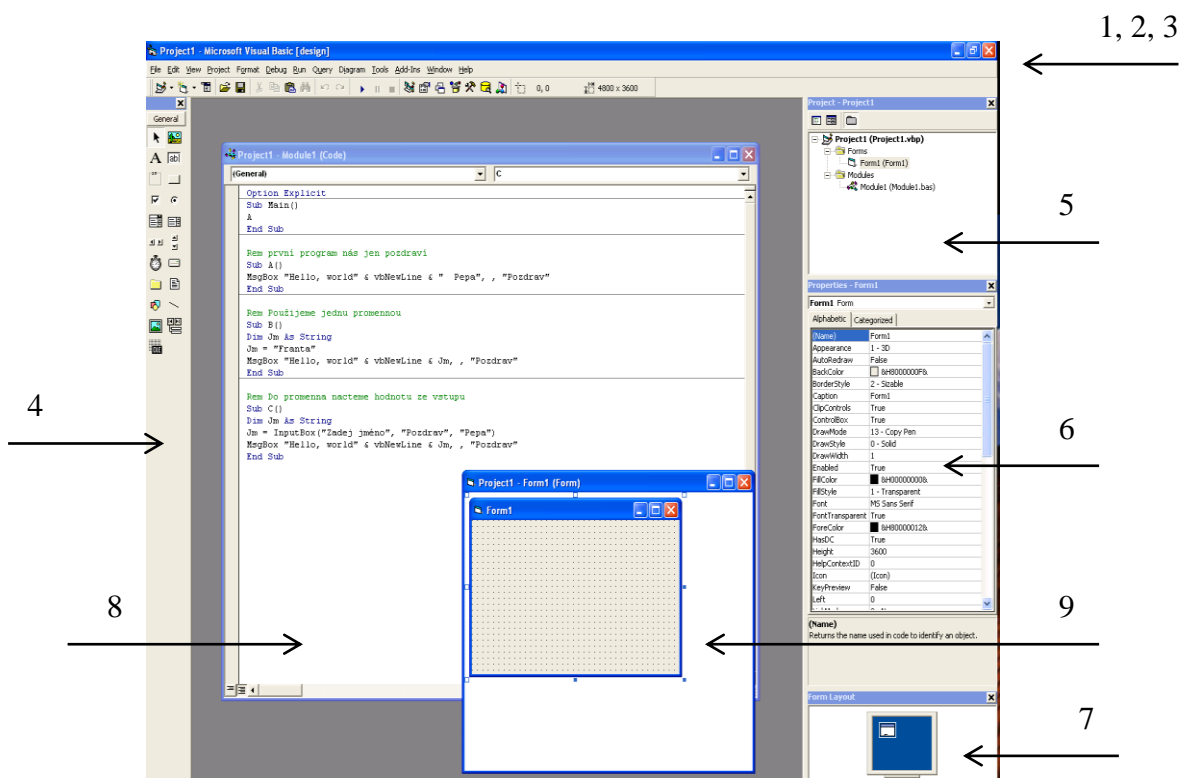 1, 2, 3
Project1 - Microsoft Visual Basic [design]
File Edit View Project Format Debug Run Query Diagram Tools Add-Ins Window Help
0, 0 4800 x 3600
General
Project1 - Module1 (Code)
(General) C
Option Explicit
Sub Main()
A
End Sub
Rem první program nás jen pozdraví
Sub A()
MsgBox "Hello, world" & vbNewLine & "  Pepa", , "Pozdrav"
End Sub
Rem Použijeme jednu promennou
Sub B()
Dim Jm As String
Jm = "Franta"
MsgBox "Hello, world" & vbNewLine & Jm, , "Pozdrav"
End Sub
Rem Do promenna nacteme hodnotu ze vstupu
Sub C()
Dim Jm As String
Jm = InputBox("Zadej jméno", "Pozdrav", "Pepa")
MsgBox "Hello, world" & vbNewLine & Jm, , "Pozdrav"
End Sub
Project1 - Form1 (Form)
Form1
Project - Project1
Project1 (Project1.vbp)
Forms
Form1 (Form1)
Modules
Module1 (Module1.bas)
Properties - Form1
Form1 Form
Alphabetic Categorized
(Name) Form1
Appearance 1 - 3D
AutoRedraw False
BackColor &H8000000F&
BorderStyle 2 - Sizable
Caption Form1
ClipControls True
ControlBox True
DrawMode 13 - Copy Pen
DrawStyle 0 - Solid
DrawWidth 1
Enabled True
FillColor &H00000000&
FillStyle 1 - Transparent
Font MS Sans Serif
FontTransparent True
ForeColor &H80000012&
HasDC True
Height 3600
HelpContextID 0
Icon (Icon)
KeyPreview False
Left 0
(Name)
Returns the name used in code to identify an object.
Form Layout
4
5
6
8
9
7